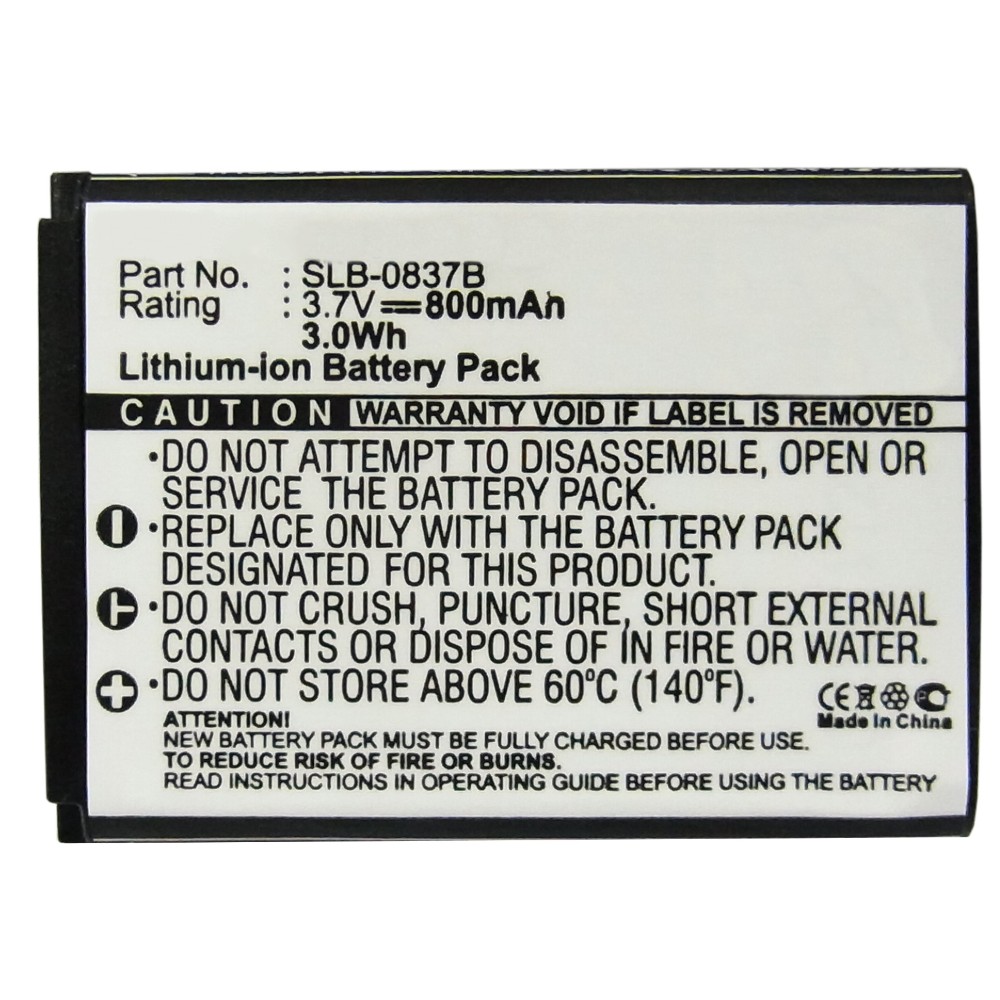 Part No. : SLB-0837B
Rating : 3.7V 800mAh
3.0Wh
Lithium-ion Battery Pack
CAUTION WARRANTY VOID IF LABEL IS REMOVED
•DO NOT ATTEMPT TO DISASSEMBLE, OPEN OR
SERVICE THE BATTERY PACK.
•REPLACE ONLY WITH THE BATTERY PACK
DESIGNATED FOR THIS PRODUCT.
•DO NOT CRUSH, PUNCTURE, SHORT EXTERNAL
CONTACTS OR DISPOSE OF IN FIRE OR WATER.
•DO NOT STORE ABOVE 60°C (140°F).
CE
Made in China
ATTENTION!
NEW BATTERY PACK MUST BE FULLY CHARGED BEFORE USE.
TO REDUCE RISK OF FIRE OR BURNS.
READ INSTRUCTIONS IN OPERATING GUIDE BEFORE USING THE BATTERY